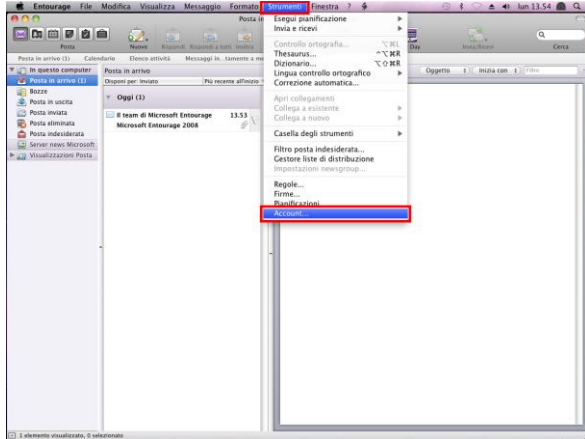 Entourage File Modifica Visualizza Messaggio Formato Strumenti Finestra ? lun 13.54
Posta in
Posta Nuovo Rispondi Rispondi a tutti Inoltra Day Invia/Ricevi Cerca
Posta in arrivo (1) Calendario Elenco attività Messaggi in...tamente a me
In questo computer
Posta in arrivo (1)
Bozze
Posta in uscita
Posta inviata
Posta eliminata
Posta indesiderata
Server news Microsoft
Visualizzazioni Posta
Posta in arrivo
Disponi per: Inviato Più recente all'inizio
Oggi (1)
Il team di Microsoft Entourage 13.53
Microsoft Entourage 2008
Esegui pianificazione
Invia e ricevi
Controllo ortografia... ⌥⌘L
Thesaurus... ^⌥⌘R
Dizionario... ⌥⇧⌘R
Lingua controllo ortografico
Correzione automatica...
Apri collegamenti
Collega a esistente
Collega a nuovo
Casella degli strumenti
Filtro posta indesiderata...
Gestore liste di distribuzione
Impostazioni newsgroup...
Regole...
Firme...
Pianificazioni...
Account...
Oggetto Inizia con Filtro
1 elemento visualizzato, 0 selezionato